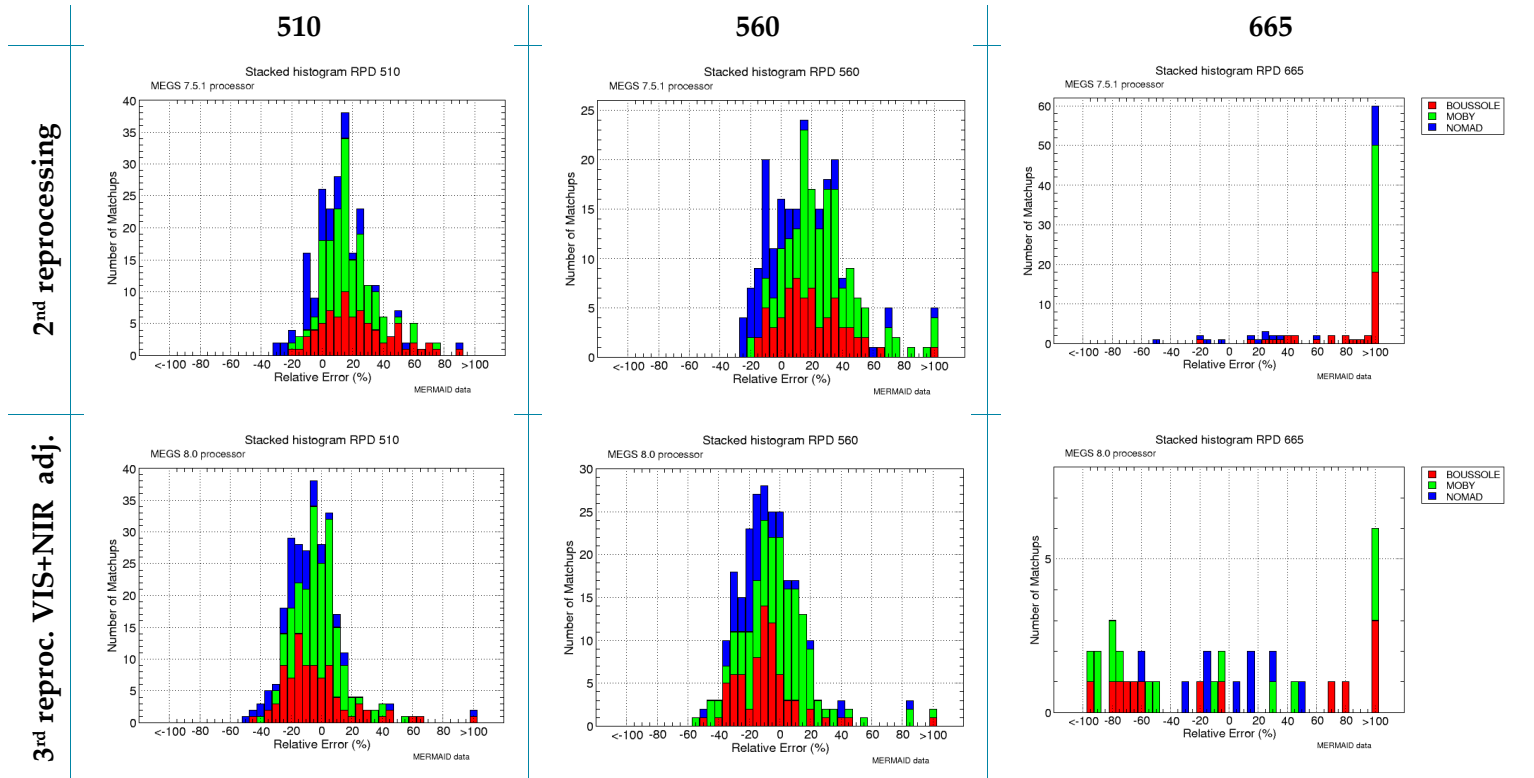 510
560
665
2nd reprocessing
Stacked histogram RPD 510
MEGS 7.5.1 processor
Number of Matchups
40
35
30
25
20
15
10
5
0
<-100 -80 -60 -40 -20 0 20 40 60 80 >100
Relative Error (%)
MERMAID data
Stacked histogram RPD 560
MEGS 7.5.1 processor
Number of Matchups
25
20
15
10
5
0
<-100 -80 -60 -40 -20 0 20 40 60 80 >100
Relative Error (%)
MERMAID data
Stacked histogram RPD 665
MEGS 7.5.1 processor
Number of Matchups
60
50
40
30
20
10
0
<-100 -80 -60 -40 -20 0 20 40 60 80 >100
Relative Error (%)
MERMAID data
BOUSSOLE
MOBY
NOMAD
3rd reproc. VIS+NIR adj.
Stacked histogram RPD 510
MEGS 8.0 processor
Number of Matchups
40
35
30
25
20
15
10
5
0
<-100 -80 -60 -40 -20 0 20 40 60 80 >100
Relative Error (%)
MERMAID data
Stacked histogram RPD 560
MEGS 8.0 processor
Number of Matchups
30
25
20
15
10
5
0
<-100 -80 -60 -40 -20 0 20 40 60 80 >100
Relative Error (%)
MERMAID data
Stacked histogram RPD 665
MEGS 8.0 processor
Number of Matchups
5
0
<-100 -80 -60 -40 -20 0 20 40 60 80 >100
Relative Error (%)
MERMAID data
BOUSSOLE
MOBY
NOMAD